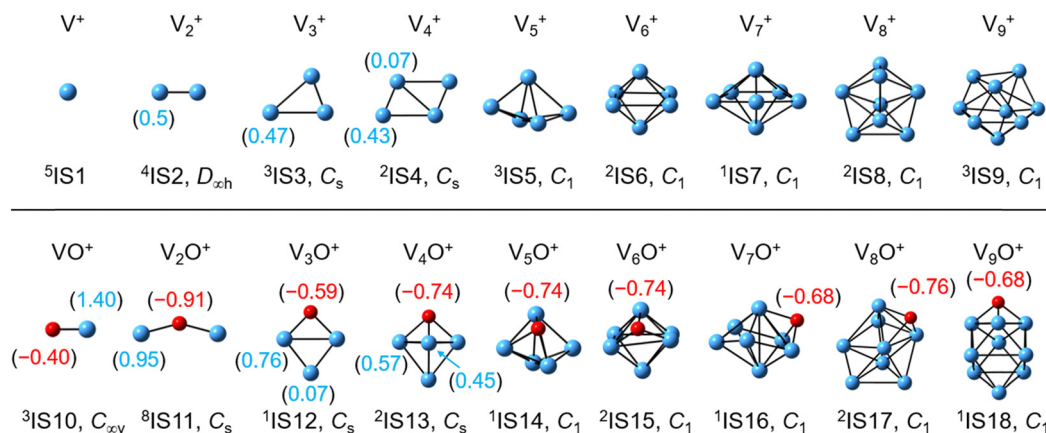 V⁺ V₂⁺ V₃⁺ V₄⁺ V₅⁺ V₆⁺ V₇⁺ V₈⁺ V₉⁺
(0.07)
(0.5) (0.47) (0.43)
⁵IS1 ⁴IS2, D∞h ³IS3, Cs ²IS4, Cs ³IS5, C₁ ²IS6, C₁ ¹IS7, C₁ ²IS8, C₁ ³IS9, C₁
VO⁺ V₂O⁺ V₃O⁺ V₄O⁺ V₅O⁺ V₆O⁺ V₇O⁺ V₈O⁺ V₉O⁺
(1.40) (−0.91) (−0.59) (−0.74) (−0.74) (−0.74) (−0.68) (−0.76) (−0.68)
(−0.40) (0.95) (0.76) (0.57) (0.45)
(0.07)
³IS10, C∞v ⁸IS11, Cs ¹IS12, Cs ²IS13, Cs ¹IS14, C₁ ²IS15, C₁ ¹IS16, C₁ ²IS17, C₁ ¹IS18, C₁